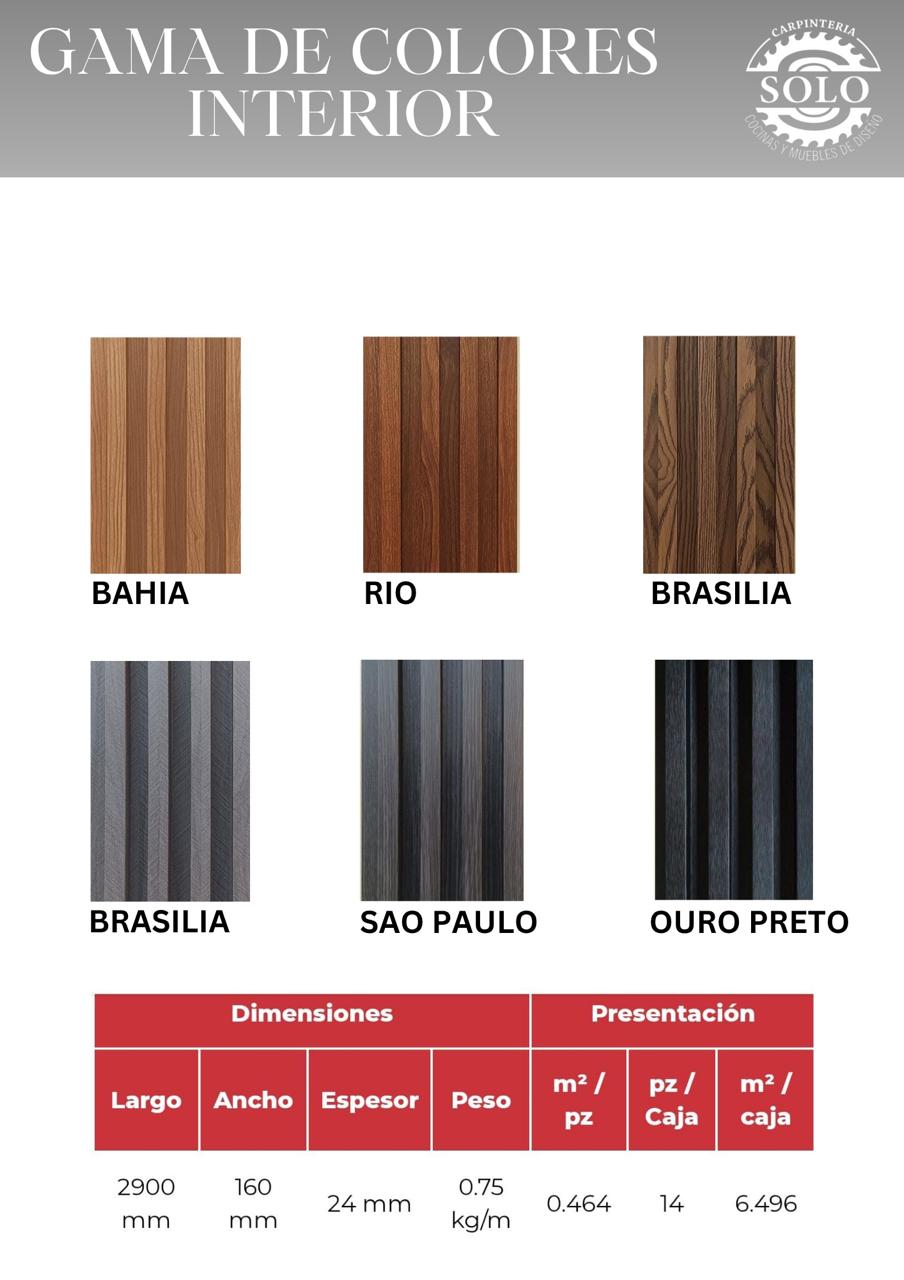 GAMA DE COLORES
INTERIOR
CARPINTERIA
SOLO
COCINAS Y MUEBLES DE DISEÑO
BAHIA
RIO
BRASILIA
BRASILIA
SAO PAULO
OURO PRETO
Dimensiones
Presentación
Largo
Ancho
Espesor
Peso
m² /
pz
pz /
Caja
m² /
caja
2900
mm
160
mm
24 mm
0.75
kg/m
0.464
14
6.496